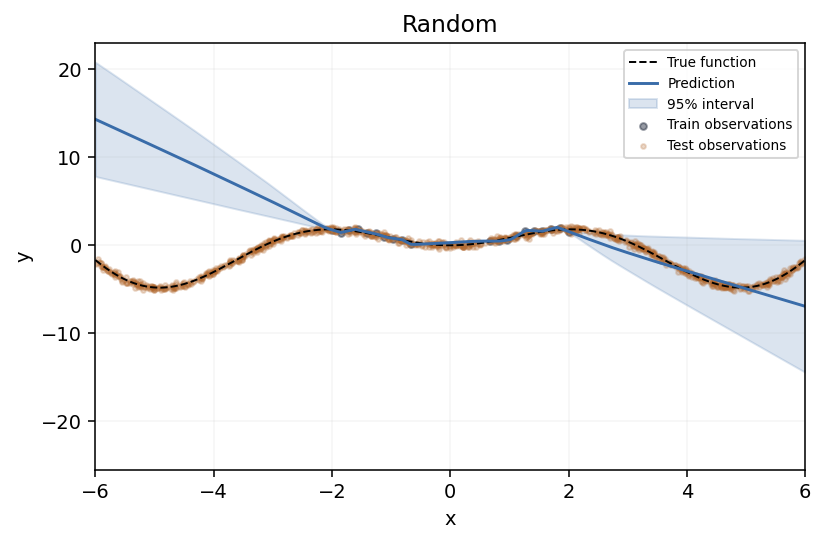 Random
True function
Prediction
95% interval
Train observations
Test observations
20
10
0
−10
−20
y
−6
−4
−2
0
2
4
6
x